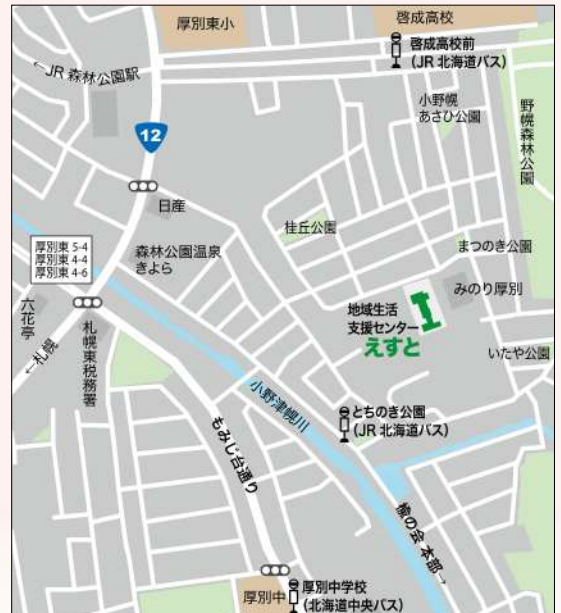 厚別東小
啓成高校
啓成高校前
(JR 北海道バス)
←JR 森林公園駅
小野幌
あさひ公園
野幌森林公園
12
日産
桂丘公園
森林公園温泉
きよら
まつのき公園
厚別東 5-4
厚別東 4-4
厚別東 4-6
みのり厚別
地域生活
支援センター
えすと
六花亭
←札幌
札幌東税務署
いたや公園
小野津幌川
とちのき公園
(JR 北海道バス)
もみじ台通り
厚別中
厚別中学校
(北海道中央バス)
の会 本部→